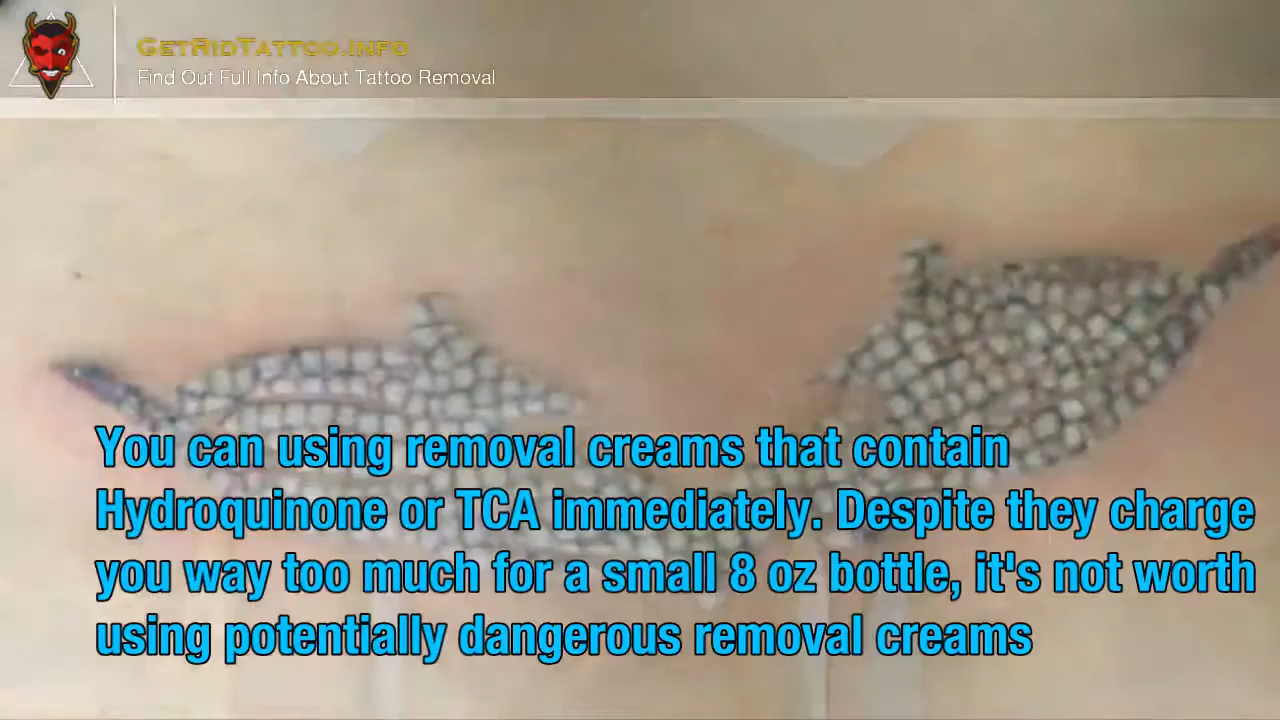 GetRidTattoo.Info
Find Out Full Info About Tattoo Removal
You can using removal creams that contain
Hydroquinone or TCA immediately. Despite they charge
you way too much for a small 8 oz bottle, it's not worth
using potentially dangerous removal creams